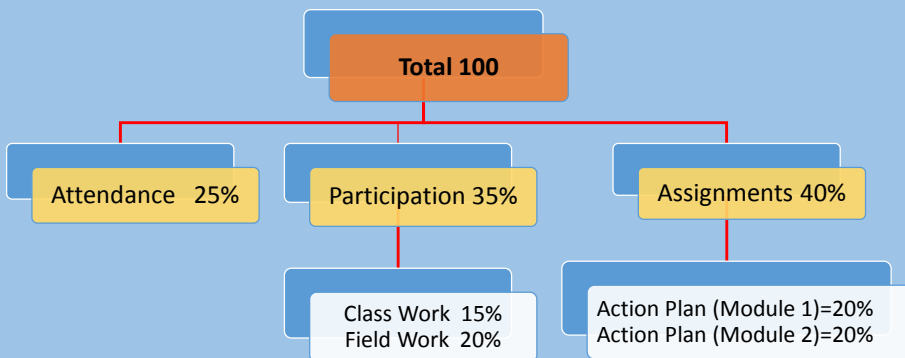 Total 100
Attendance 25%
Participation 35%
Assignments 40%
Class Work 15%
Field Work 20%
Action Plan (Module 1)=20%
Action Plan (Module 2)=20%